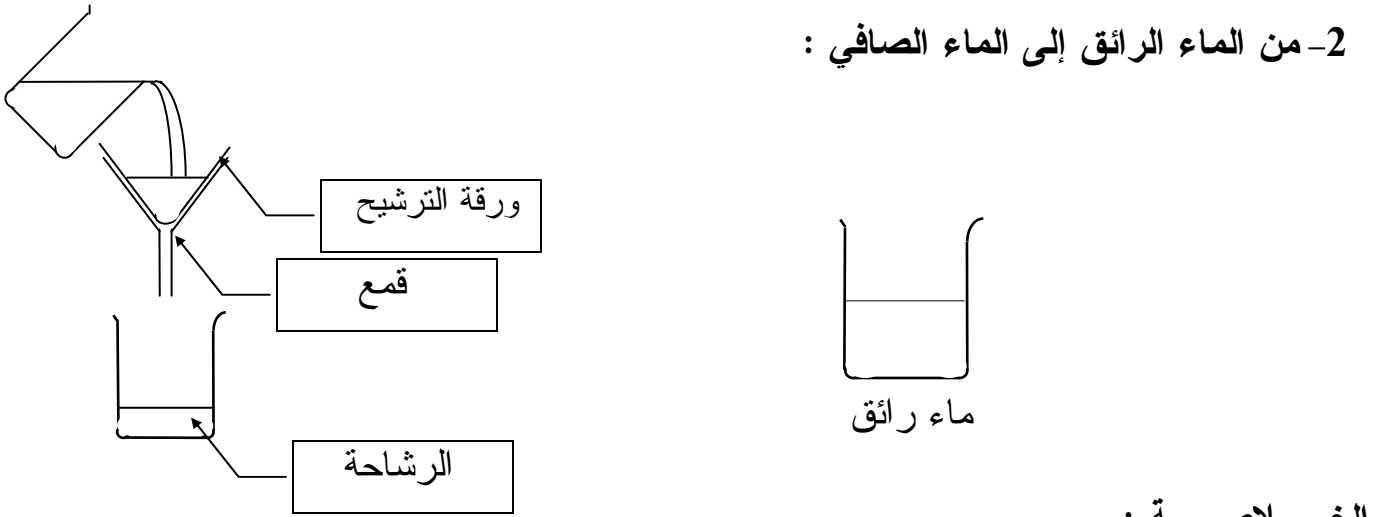 2- من الماء الرائق إلى الماء الصافي :
ورقة الترشيح
قمع
ماء رائق
الرشاحة